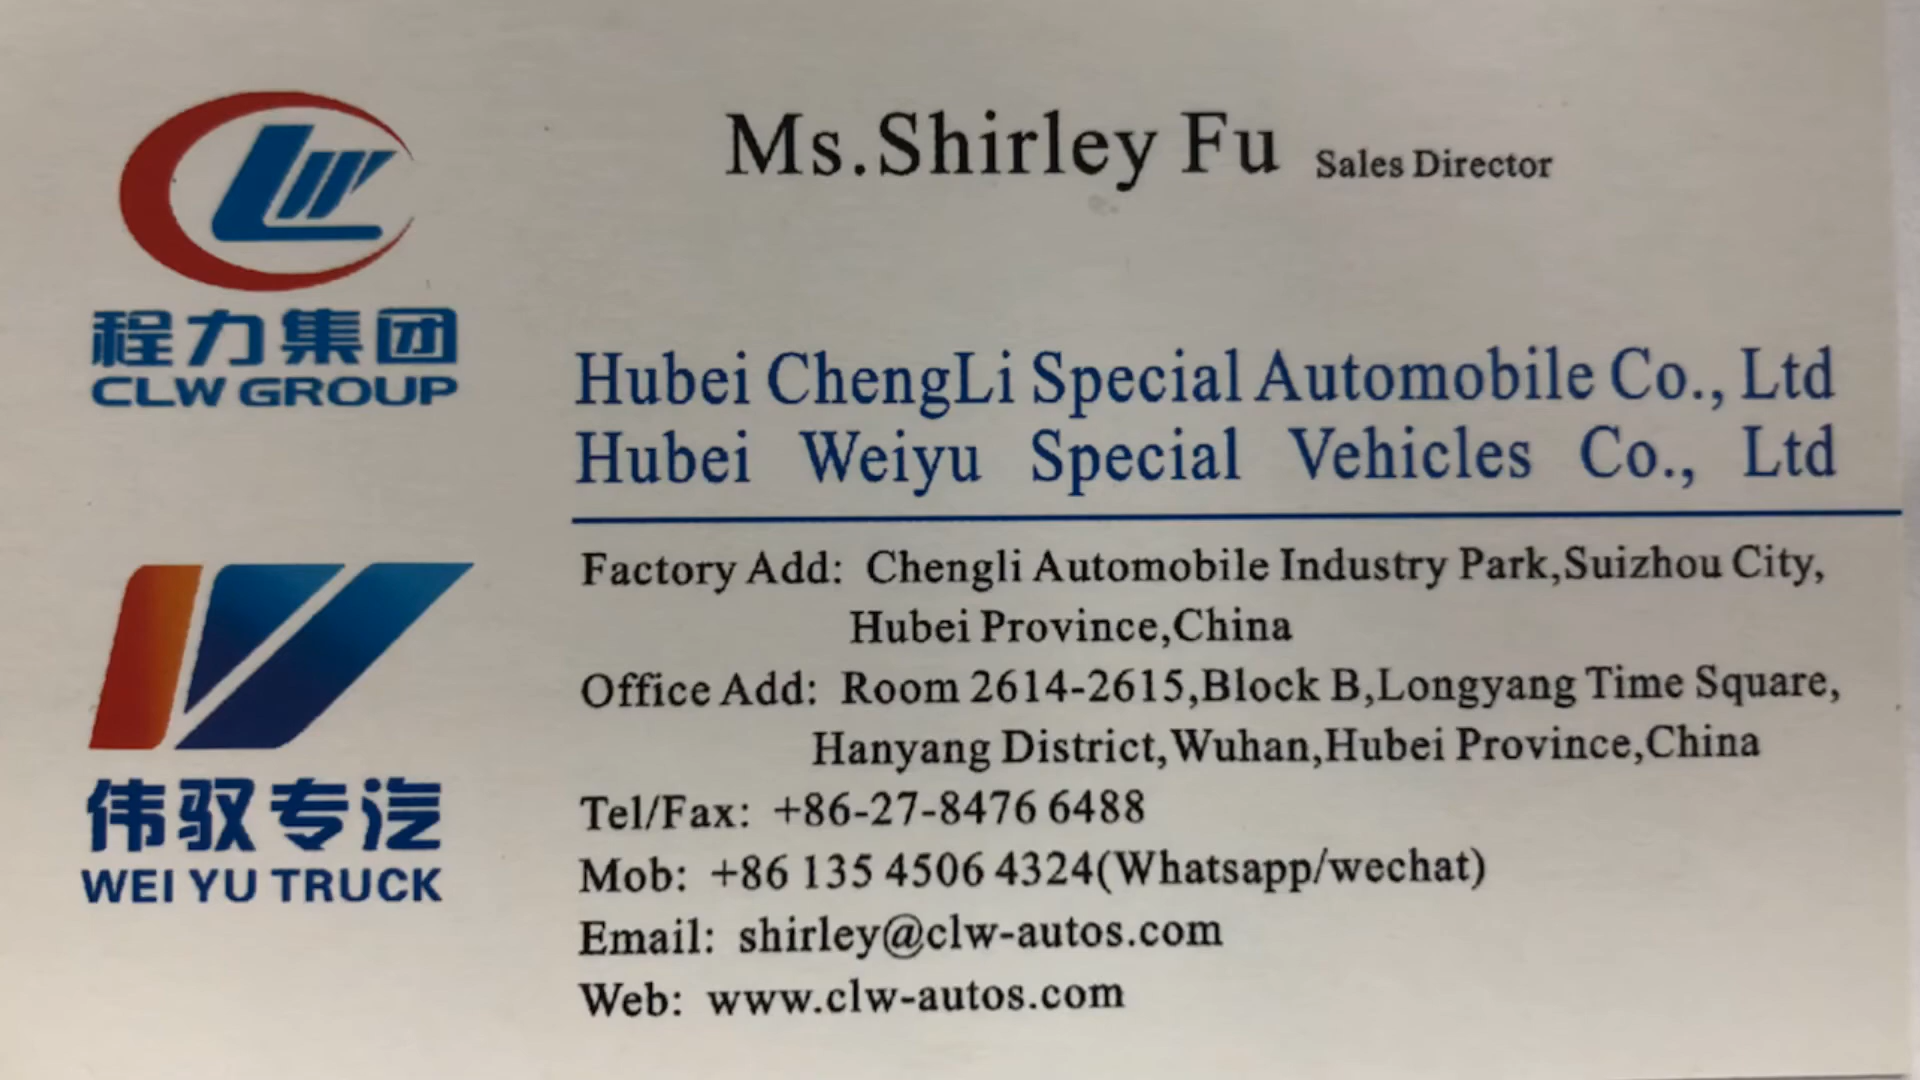 Ms.Shirley Fu Sales Director
程力集团
CLW GROUP
Hubei ChengLi Special Automobile Co., Ltd
Hubei Weiyu Special Vehicles Co., Ltd
伟驭专汽
WEI YU TRUCK
Factory Add: Chengli Automobile Industry Park,Suizhou City,
Hubei Province,China
Office Add: Room 2614-2615,Block B,Longyang Time Square,
Hanyang District,Wuhan,Hubei Province,China
Tel/Fax: +86-27-8476 6488
Mob: +86 135 4506 4324(Whatsapp/wechat)
Email: shirley@clw-autos.com
Web: www.clw-autos.com